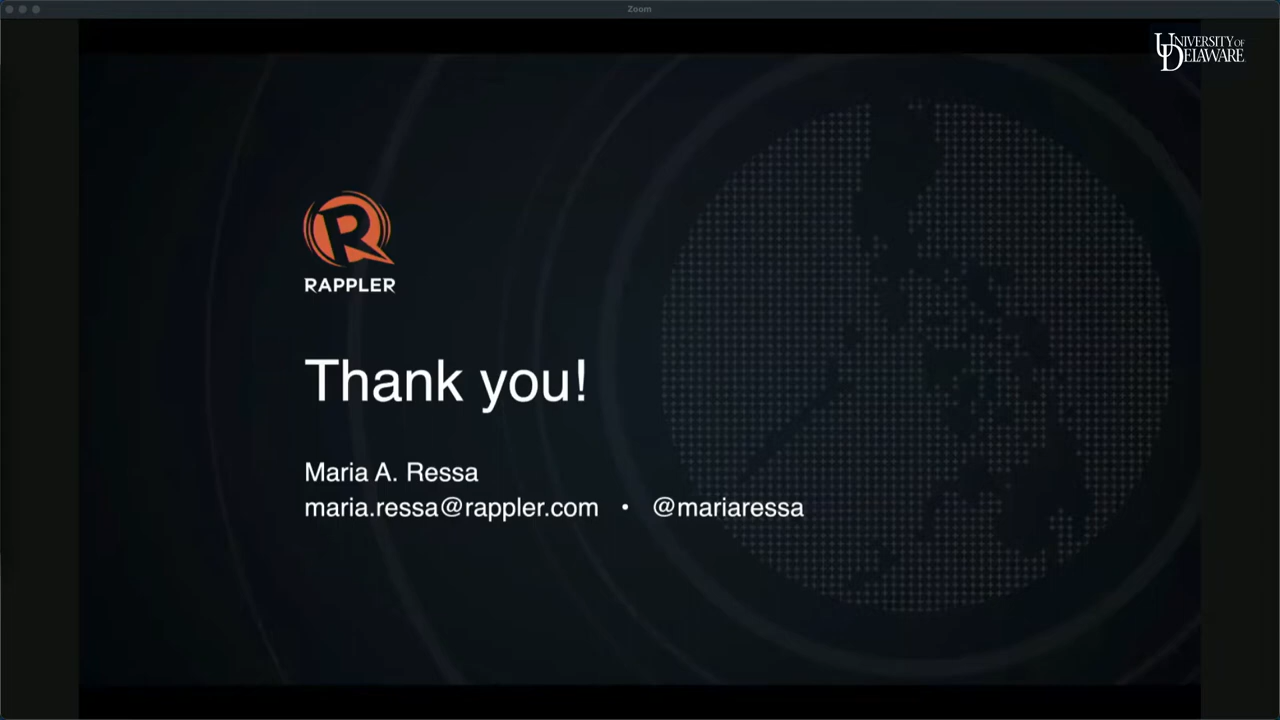 Zoom
UNIVERSITY OF
DELAWARE
R
RAPPLER
Thank you!
Maria A. Ressa
maria.ressa@rappler.com • @mariaressa